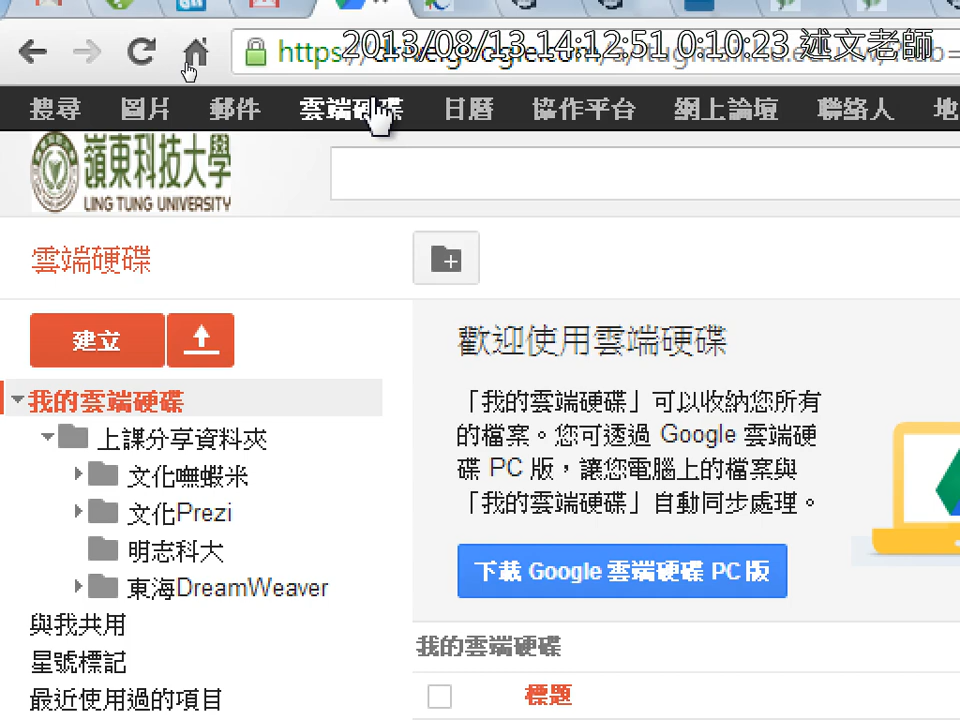 2013/08/13 14:12:51 0:10:23 述文老師
https://drive.google.com/a/
搜尋 圖片 郵件 雲端硬碟 日曆 協作平台 網上論壇 聯絡人 地
嶺東科技大學
LING TUNG UNIVERSITY
雲端硬碟
建立
歡迎使用雲端硬碟
我的雲端硬碟
「我的雲端硬碟」可以收納您所有
的檔案。您可透過 Google 雲端硬
碟 PC 版，讓您電腦上的檔案與
「我的雲端硬碟」自動同步處理。
上課分享資料夾
文化嘸蝦米
文化Prezi
明志科大
東海DreamWeaver
下載 Google 雲端硬碟 PC 版
與我共用
星號標記
最近使用過的項目
我的雲端硬碟
標題